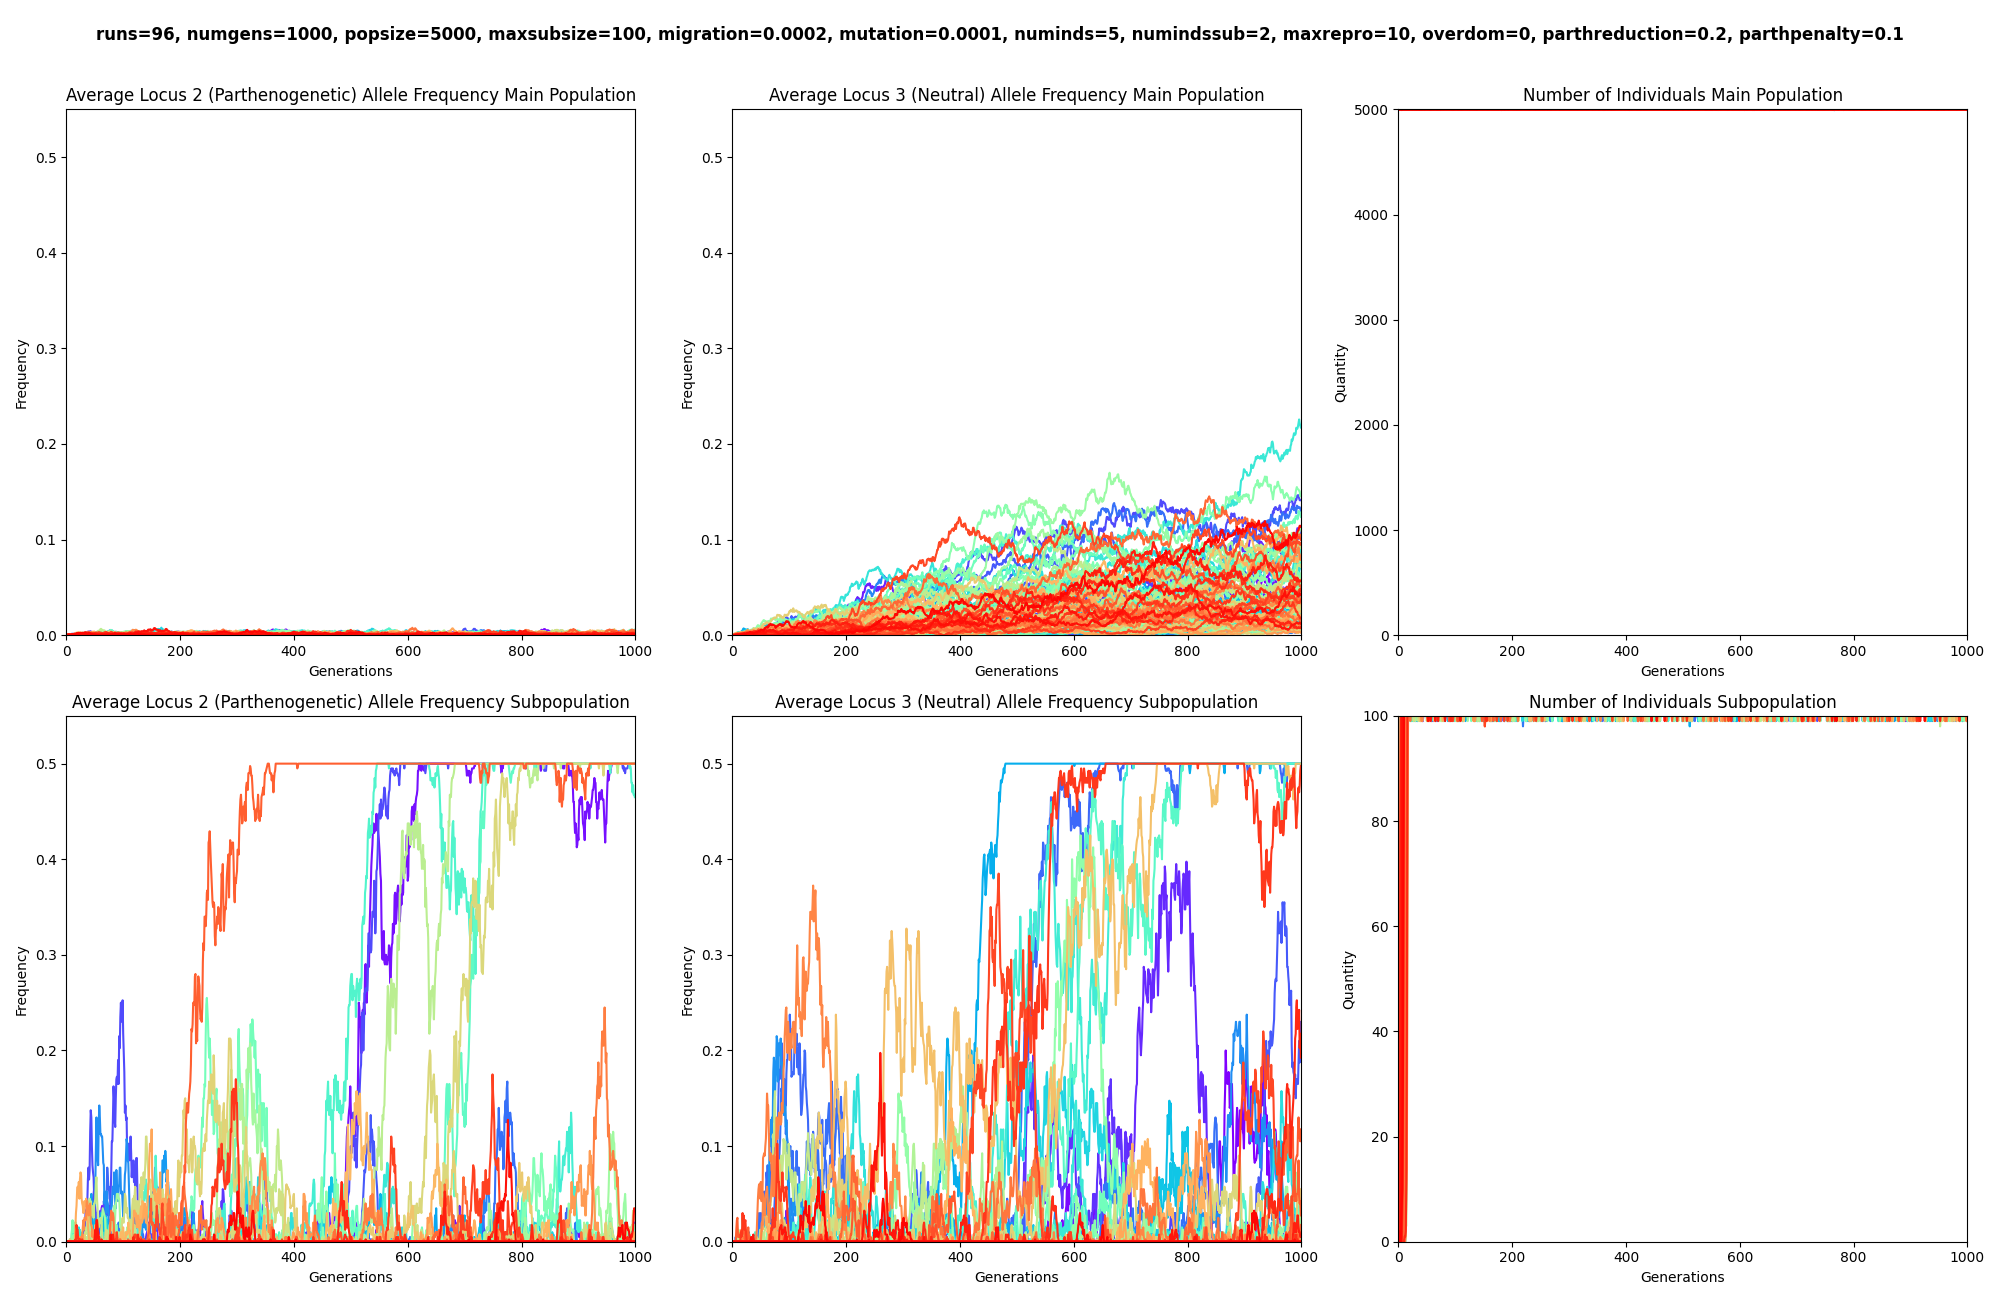 runs=96, numgens=1000, popsize=5000, maxsubsize=100, migration=0.0002, mutation=0.0001, numinds=5, numindssub=2, maxrepro=10, overdom=0, parthreduction=0.2, parthpenalty=0.1
Average Locus 2 (Parthenogenetic) Allele Frequency Main Population
0.5
0.4
0.3
0.2
0.1
0.0
Frequency
0 200 400 600 800 1000
Generations
Average Locus 3 (Neutral) Allele Frequency Main Population
0.5
0.4
0.3
0.2
0.1
0.0
Frequency
0 200 400 600 800 1000
Generations
Number of Individuals Main Population
5000
4000
3000
2000
1000
0
Quantity
0 200 400 600 800 1000
Generations
Average Locus 2 (Parthenogenetic) Allele Frequency Subpopulation
0.5
0.4
0.3
0.2
0.1
0.0
Frequency
0 200 400 600 800 1000
Generations
Average Locus 3 (Neutral) Allele Frequency Subpopulation
0.5
0.4
0.3
0.2
0.1
0.0
Frequency
0 200 400 600 800 1000
Generations
Number of Individuals Subpopulation
100
80
60
40
20
0
Quantity
0 200 400 600 800 1000
Generations